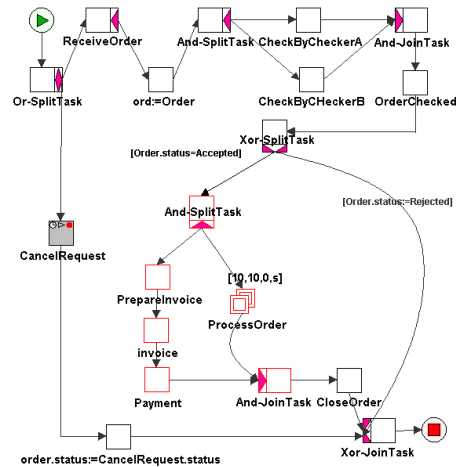 ReceiveOrder
And-SplitTask
CheckByCheckerA
And-JoinTask
Or-SplitTask
ord:=Order
CheckByCHeckerB
OrderChecked
Xor-SplitTask
[Order.status=Accepted]
[Order.status:=Rejected]
And-SplitTask
CancelRequest
[10,10,0,s]
PrepareInvoice
ProcessOrder
invoice
Payment
And-JoinTask
CloseOrder
Xor-JoinTask
order.status:=CancelRequest.status